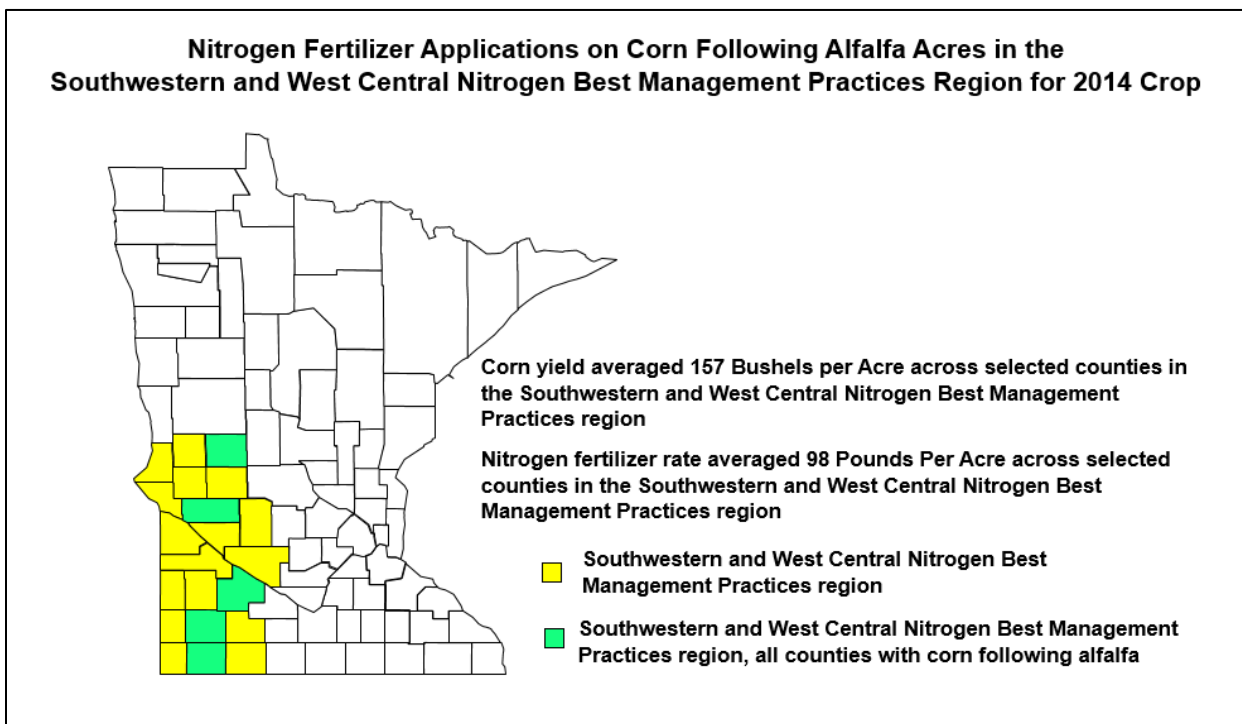 Nitrogen Fertilizer Applications on Corn Following Alfalfa Acres in the
Southwestern and West Central Nitrogen Best Management Practices Region for 2014 Crop
Corn yield averaged 157 Bushels per Acre across selected counties in
the Southwestern and West Central Nitrogen Best Management
Practices region
Nitrogen fertilizer rate averaged 98 Pounds Per Acre across selected
counties in the Southwestern and West Central Nitrogen Best
Management Practices region
Southwestern and West Central Nitrogen Best
Management Practices region
Southwestern and West Central Nitrogen Best Management
Practices region, all counties with corn following alfalfa